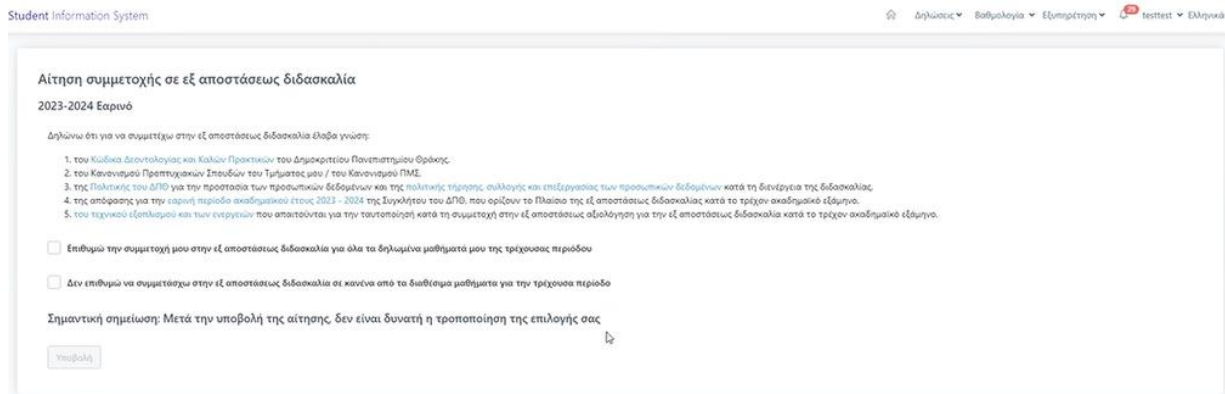 Student Information System
Δηλώσεις Βαθμολογία Εξυπηρέτηση 29 testtest Ελληνικά
Αίτηση συμμετοχής σε εξ αποστάσεως διδασκαλία
2023-2024 Εαρινό
Δηλώνω ότι για να συμμετέχω στην εξ αποστάσεως διδασκαλία έλαβα γνώση:
1. του Κώδικα Δεοντολογίας και Καλών Πρακτικών του Δημοκριτείου Πανεπιστημίου Θράκης.
2. του Κανονισμού Προπτυχιακών Σπουδών του Τμήματος μου / του Κανονισμού ΠΜΣ.
3. της Πολιτικής του ΔΠΘ για την προστασία των προσωπικών δεδομένων και της πολιτικής τήρησης, συλλογής και επεξεργασίας των προσωπικών δεδομένων κατά τη διενέργεια της διδασκαλίας.
4. της απόφασης για την εαρινή περίοδο ακαδημαϊκού έτους 2023 - 2024 της Συγκλήτου του ΔΠΘ, που ορίζουν το Πλαίσιο της εξ αποστάσεως διδασκαλίας κατά το τρέχον ακαδημαϊκό εξάμηνο.
5. του τεχνικού εξοπλισμού και των ενεργειών που απαιτούνται για την ταυτοποίησή κατά τη συμμετοχή στην εξ αποστάσεως αξιολόγηση για την εξ αποστάσεως διδασκαλία κατά το τρέχον ακαδημαϊκό εξάμηνο.
Επιθυμώ την συμμετοχή μου στην εξ αποστάσεως διδασκαλία για όλα τα δηλωμένα μαθήματά μου της τρέχουσας περιόδου
Δεν επιθυμώ να συμμετάσχω στην εξ αποστάσεως διδασκαλία σε κανένα από τα διαθέσιμα μαθήματα για την τρέχουσα περίοδο
Σημαντική σημείωση: Μετά την υποβολή της αίτησης, δεν είναι δυνατή η τροποποίηση της επιλογής σας
Υποβολή